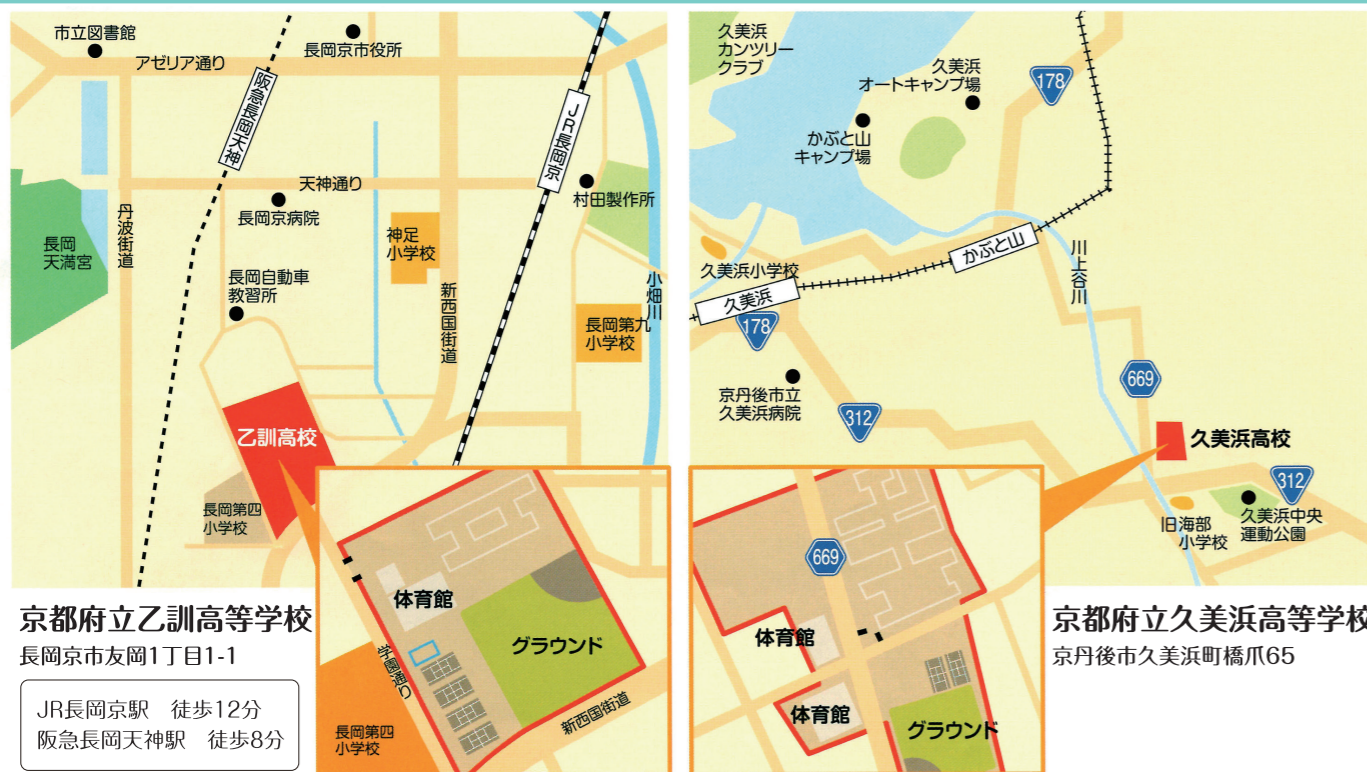 市立図書館
長岡京市役所
アゼリア通り
阪急長岡天神
JR長岡京
天神通り
長岡京病院
村田製作所
丹波街道
長岡
天満宮
神足
小学校
長岡自動車
教習所
新西国街道
小畑川
長岡第九
小学校
乙訓高校
長岡第四
小学校
体育館
グラウンド
学園通り
新西国街道
長岡第四
小学校
京都府立乙訓高等学校
長岡京市友岡1丁目1-1
JR長岡京駅 徒歩12分
阪急長岡天神駅 徒歩8分
久美浜
カンツリー
クラブ
久美浜
オートキャンプ場
178
かぶと山
キャンプ場
かぶと山
川上谷川
久美浜小学校
久美浜
178
669
京丹後市立
久美浜病院
312
久美浜高校
312
旧海部
小学校
久美浜中央
運動公園
669
体育館
体育館
グラウンド
京都府立久美浜高等学校
京丹後市久美浜町橋爪65